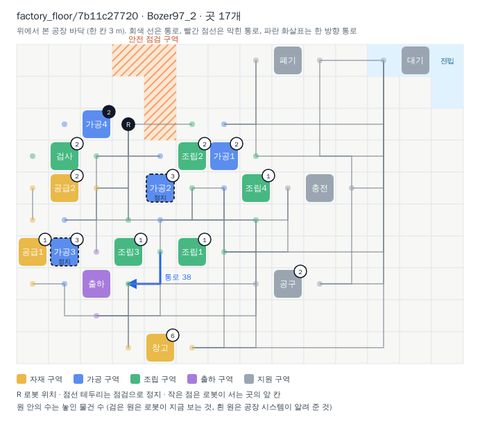 factory_floor/7b11c27720 · Bozer97_2 · 곳 17개
위에서 본 공장 바닥 (한 칸 3 m). 회색 선은 통로, 빨간 점선은 막힌 통로, 파란 화살표는 한 방향 통로
안전 점검 구역
폐기
대기
진입
가공4 2
R
검사 2
조립2 2
가공1 2
공급2 2
가공2 3
정지
조립4 1
충전
공급1 1
가공3 3
정지
조립3 1
조립1 1
통로 38
출하
공구 2
창고 6
자재 구역
가공 구역
조립 구역
출하 구역
지원 구역
R 로봇 위치 · 점선 테두리는 점검으로 정지 · 작은 점은 로봇이 서는 곳의 앞 칸
원 안의 수는 놓인 물건 수 (검은 원은 로봇이 지금 보는 것, 흰 원은 공장 시스템이 알려 준 것)